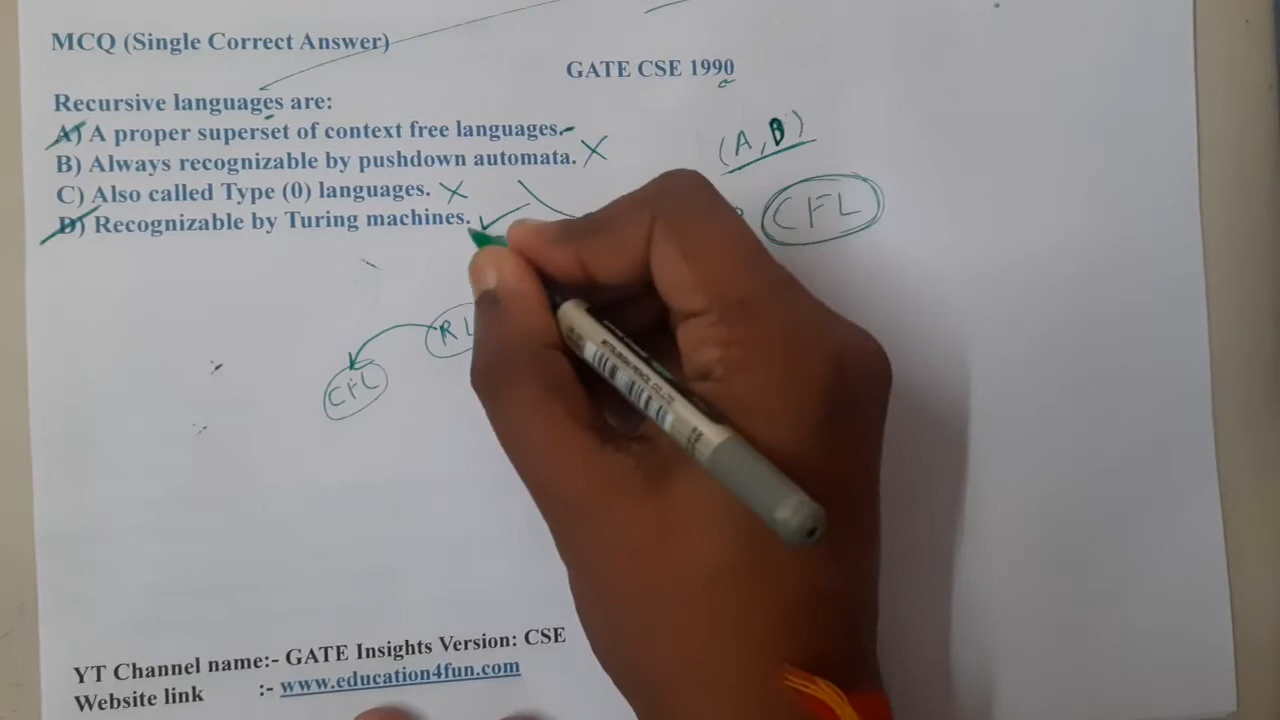 MCQ (Single Correct Answer)
GATE CSE 1990
Recursive languages are:
A) A proper superset of context free languages.
B) Always recognizable by pushdown automata.
C) Also called Type (0) languages.
D) Recognizable by Turing machines.
(A, B)
CFL
RL
CFL
YT Channel name:- GATE Insights Version: CSE
Website link :- www.education4fun.com